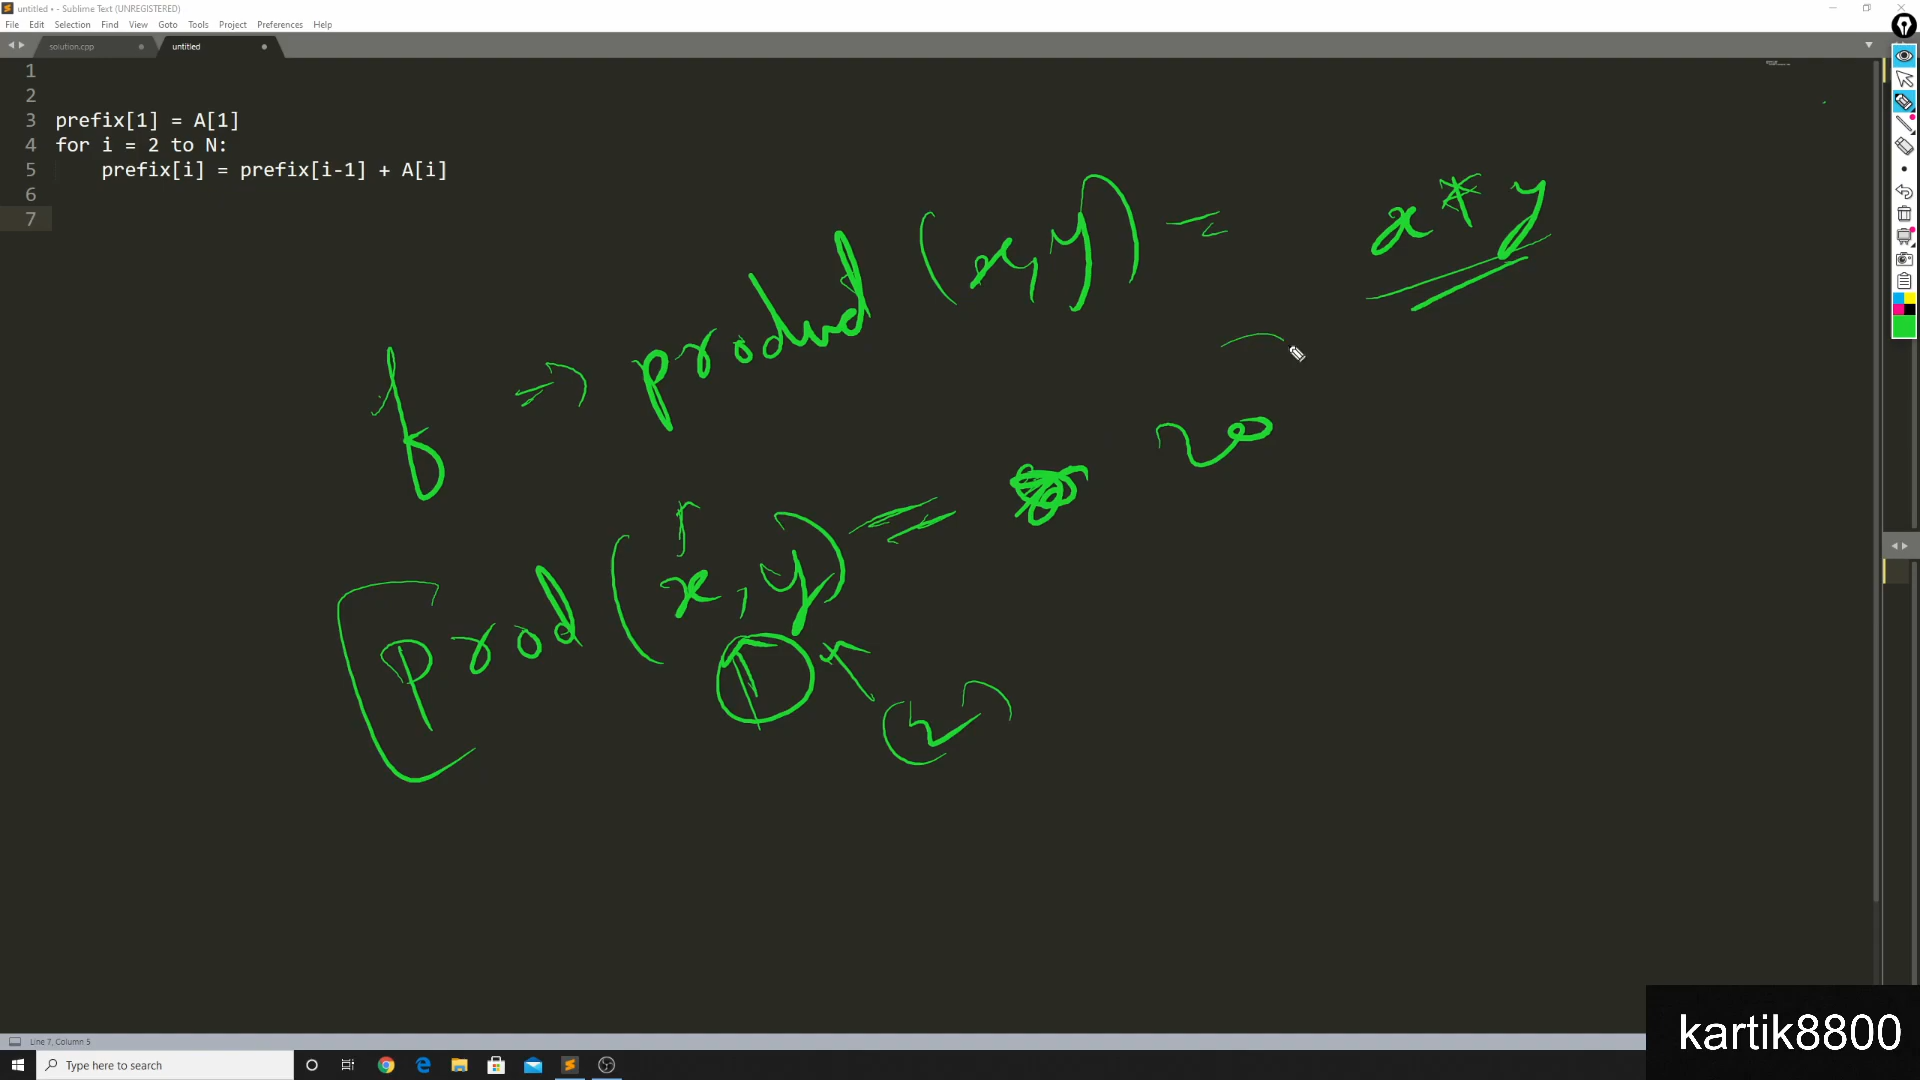 untitled • - Sublime Text (UNREGISTERED)
File Edit Selection Find View Goto Tools Project Preferences Help
solution.cpp untitled
1
2
3 prefix[1] = A[1]
4 for i = 2 to N:
5 prefix[i] = prefix[i-1] + A[i]
6
7
f => product (x,y) = x*y
prod (x,y) =
Line 7, Column 5
Type here to search
kartik8800